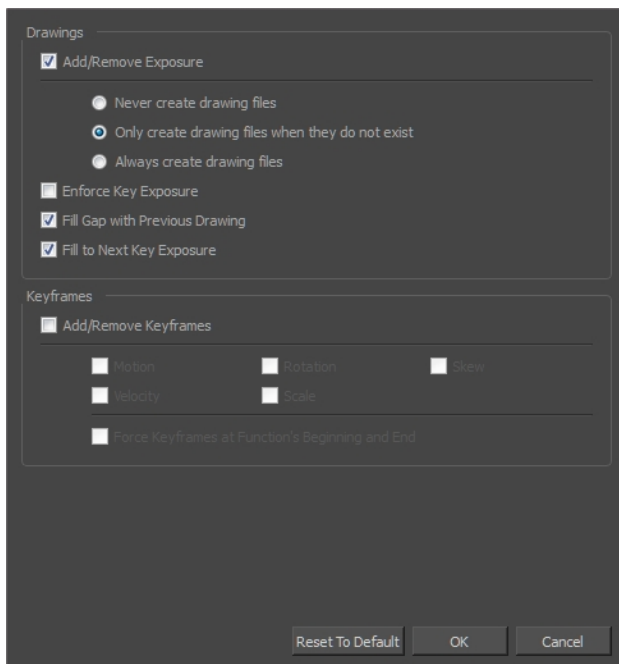 Drawings
Add/Remove Exposure
Never create drawing files
Only create drawing files when they do not exist
Always create drawing files
Enforce Key Exposure
Fill Gap with Previous Drawing
Fill to Next Key Exposure
Keyframes
Add/Remove Keyframes
Motion Rotation Skew
Velocity Scale
Force Keyframes at Function's Beginning and End
Reset To Default OK Cancel